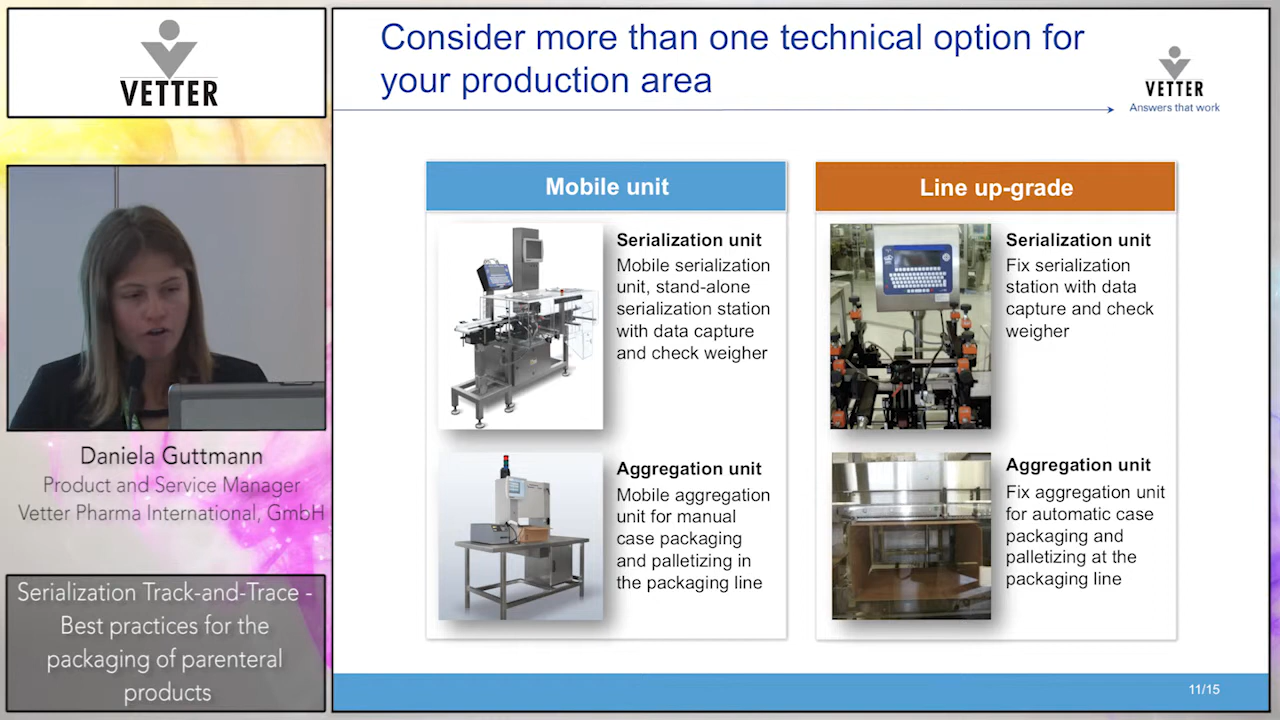 VETTER
Daniela Guttmann
Product and Service Manager
Vetter Pharma International, GmbH
Serialization Track-and-Trace -
Best practices for the
packaging of parenteral
products
Consider more than one technical option for
your production area
VETTER
Answers that work
Mobile unit
Serialization unit
Mobile serialization
unit, stand-alone
serialization station
with data capture
and check weigher
Aggregation unit
Mobile aggregation
unit for manual
case packaging
and palletizing in
the packaging line
Line up-grade
Serialization unit
Fix serialization
station with data
capture and check
weigher
Aggregation unit
Fix aggregation unit
for automatic case
packaging and
palletizing at the
packaging line
11/15